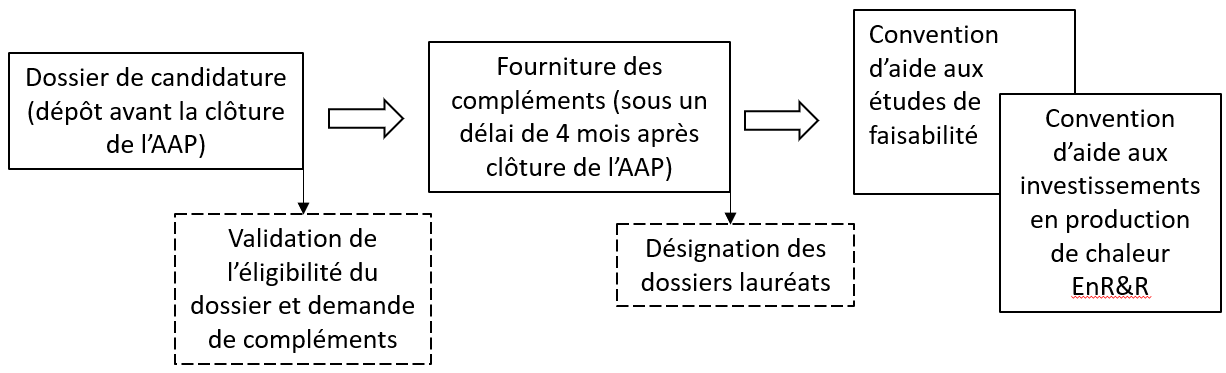 Dossier de candidature
(dépôt avant la clôture
de l’AAP)
Validation de
l’éligibilité du
dossier et demande
de compléments
Fourniture des
compléments (sous un
délai de 4 mois après
clôture de l’AAP)
Désignation des
dossiers lauréats
Convention
d’aide aux
études de
faisabilité
Convention
d’aide aux
investissements
en production
de chaleur
EnR&R